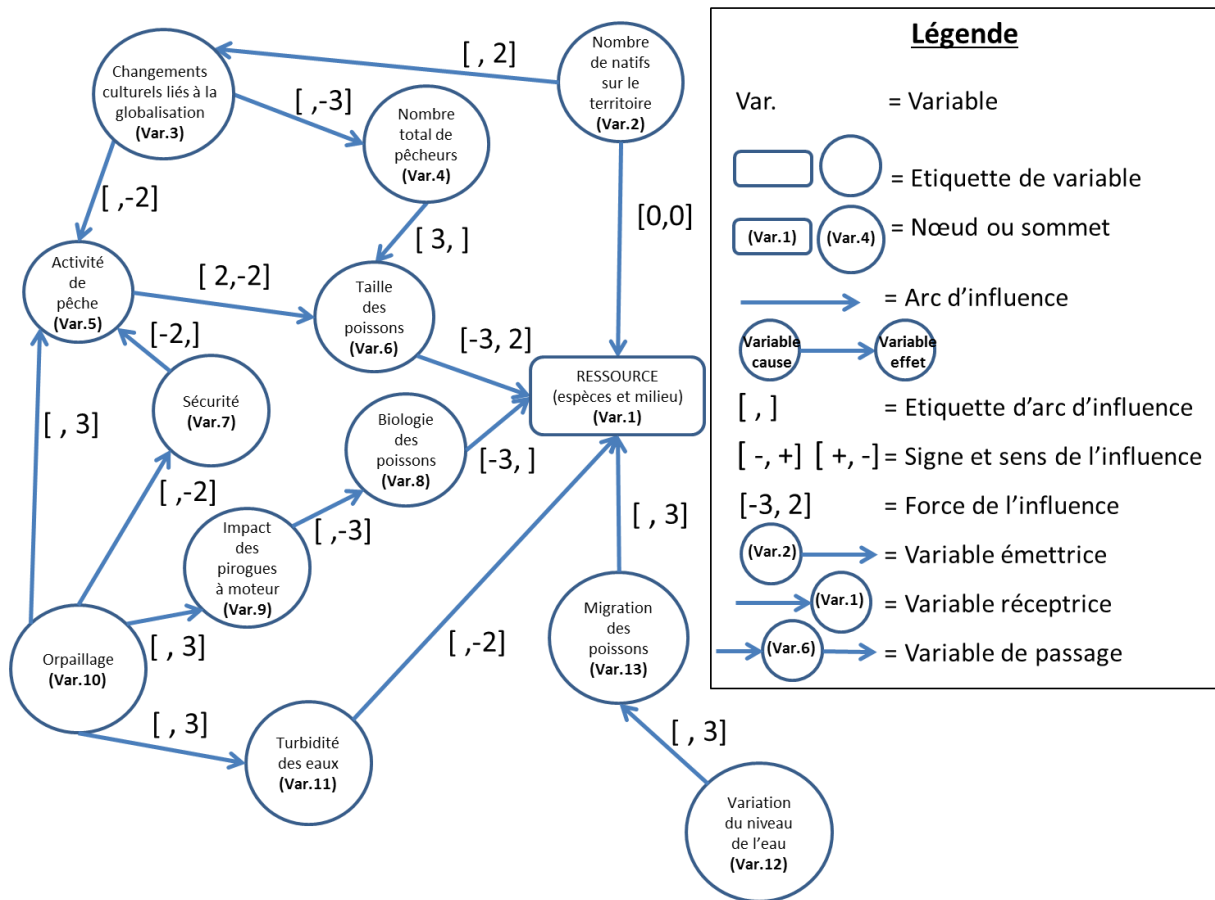 [ , 2]
Changements
culturels liés à la
globalisation
(Var.3)
Nombre
de natifs
sur le
territoire
(Var.2)
[ ,-3]
Nombre
total de
pêcheurs
(Var.4)
[ ,-2]
[ 3, ]
[0,0]
Activité
de
pêche
(Var.5)
[ 2,-2]
Taille
des
poissons
(Var.6)
[-2,]
[-3, 2]
Sécurité
(Var.7)
RESSOURCE
(espèces et milieu)
(Var.1)
[ , 3]
Biologie
des
poissons
(Var.8)
[-3, ]
[ ,-2]
[ ,-3]
[ , 3]
Impact
des
pirogues
à moteur
(Var.9)
Orpaillage
(Var.10)
[ , 3]
[ ,-2]
Migration
des
poissons
(Var.13)
[ , 3]
Turbidité
des eaux
(Var.11)
[ , 3]
Variation
du niveau
de l’eau
(Var.12)
Légende
Var. = Variable
= Etiquette de variable
(Var.1) (Var.4) = Nœud ou sommet
= Arc d’influence
Variable
cause
Variable
effet
[ , ] = Etiquette d’arc d’influence
[ -, +] [ +, -] = Signe et sens de l’influence
[-3, 2] = Force de l’influence
(Var.2) = Variable émettrice
(Var.1) = Variable réceptrice
(Var.6) = Variable de passage